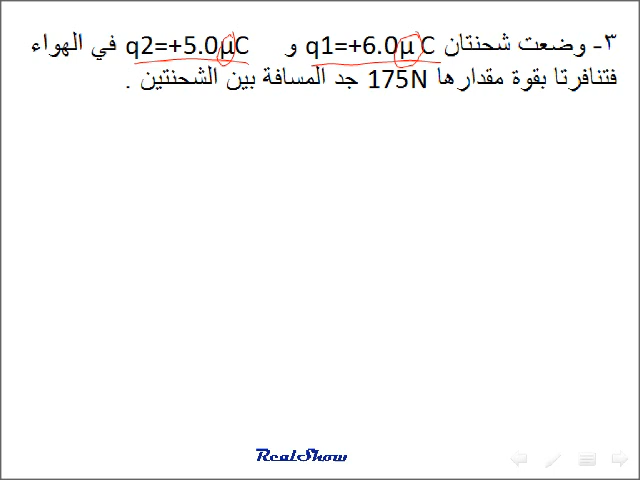 ٣- وضعت شحنتان q1=+6.0μ C و q2=+5.0μC في الهواء
فتنافرتا بقوة مقدارها 175N جد المسافة بين الشحنتين .
RealShow